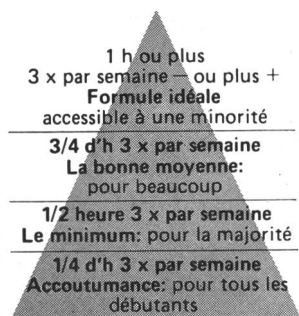 1 h ou plus
3 x par semaine — ou plus +
Formule idéale
accessible à une minorité
3/4 d'h 3 x par semaine
La bonne moyenne:
pour beaucoup
1/2 heure 3 x par semaine
Le minimum: pour la majorité
1/4 d'h 3 x par semaine
Accoutumance: pour tous les
débutants